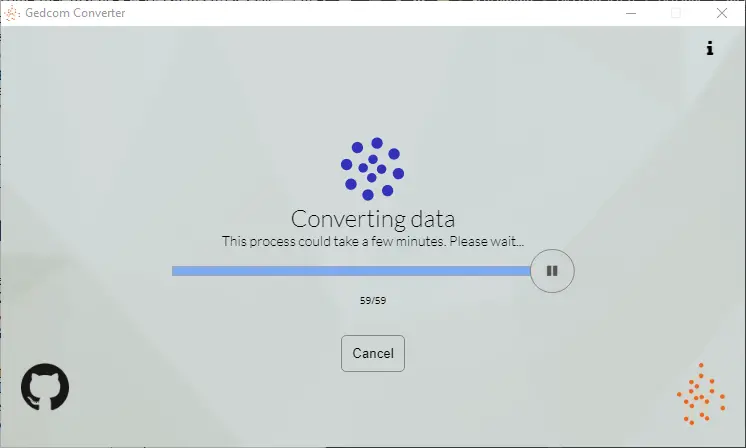 Gedcom Converter
Converting data
This process could take a few minutes. Please wait...
59/59
Cancel